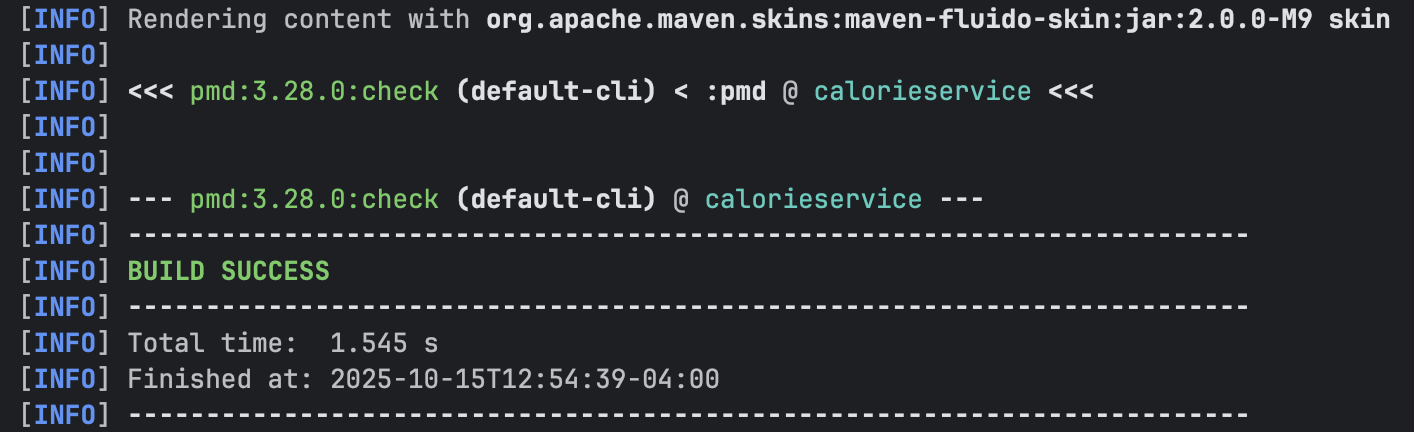 [INFO] Rendering content with org.apache.maven.skins:maven-fluido-skin:jar:2.0.0-M9 skin
[INFO]
[INFO] <<< pmd:3.28.0:check (default-cli) < :pmd @ calorieservice <<<
[INFO]
[INFO]
[INFO] --- pmd:3.28.0:check (default-cli) @ calorieservice ---
[INFO] ------------------------------------------------------------------------
[INFO] BUILD SUCCESS
[INFO] ------------------------------------------------------------------------
[INFO] Total time:  1.545 s
[INFO] Finished at: 2025-10-15T12:54:39-04:00
[INFO] ------------------------------------------------------------------------